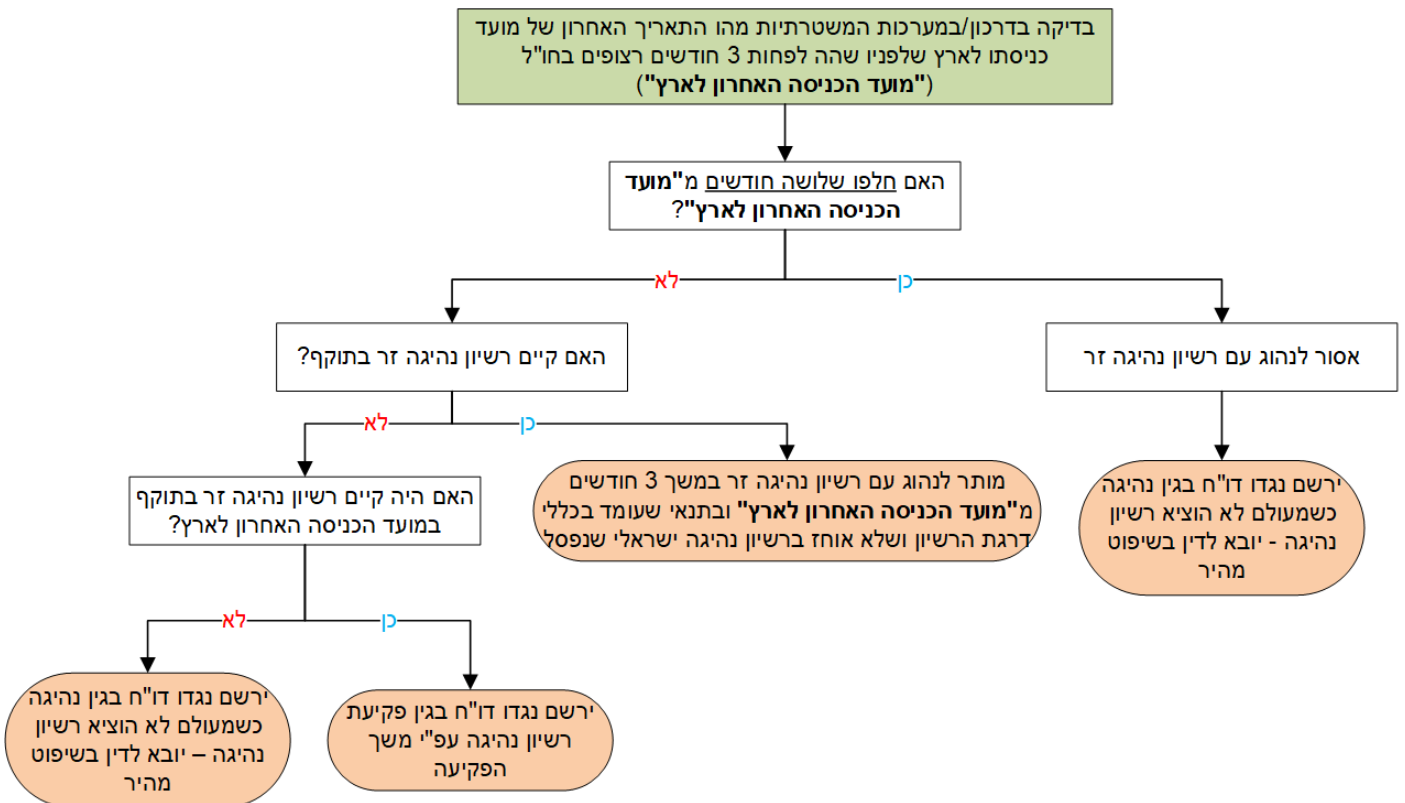 בדיקה בדרכון/במערכות המשטרתיות מהו התאריך האחרון של מועד
כניסתו לארץ שלפניו שהה לפחות 3 חודשים רצופים בחו"ל
("מועד הכניסה האחרון לארץ")
האם חלפו שלושה חודשים מ"מועד
הכניסה האחרון לארץ"?
כן
לא
אסור לנהוג עם רשיון נהיגה זר
האם קיים רשיון נהיגה זר בתוקף?
ירשם נגדו דו"ח בגין נהיגה
כשמעולם לא הוציא רשיון
נהיגה - יובא לדין בשיפוט
מהיר
כן
לא
מותר לנהוג עם רשיון נהיגה זר במשך 3 חודשים
מ"מועד הכניסה האחרון לארץ" ובתנאי שעומד בכללי
דרגת הרשיון ושלא אוחז ברשיון נהיגה ישראלי שנפסל
האם היה קיים רשיון נהיגה זר בתוקף
במועד הכניסה האחרון לארץ?
כן
לא
ירשם נגדו דו"ח בגין פקיעת
רשיון נהיגה עפ"י משך
הפקיעה
ירשם נגדו דו"ח בגין נהיגה
כשמעולם לא הוציא רשיון
נהיגה – יובא לדין בשיפוט
מהיר